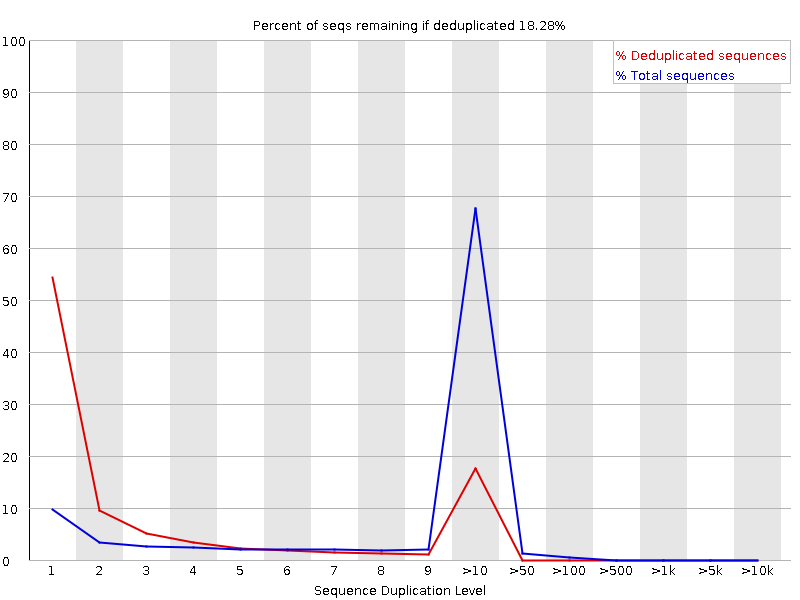 Percent of seqs remaining if deduplicated 18.28%
% Deduplicated sequences
% Total sequences
100
90
80
70
60
50
40
30
20
10
0
1 2 3 4 5 6 7 8 9 >10 >50 >100 >500 >1k >5k >10k
Sequence Duplication Level